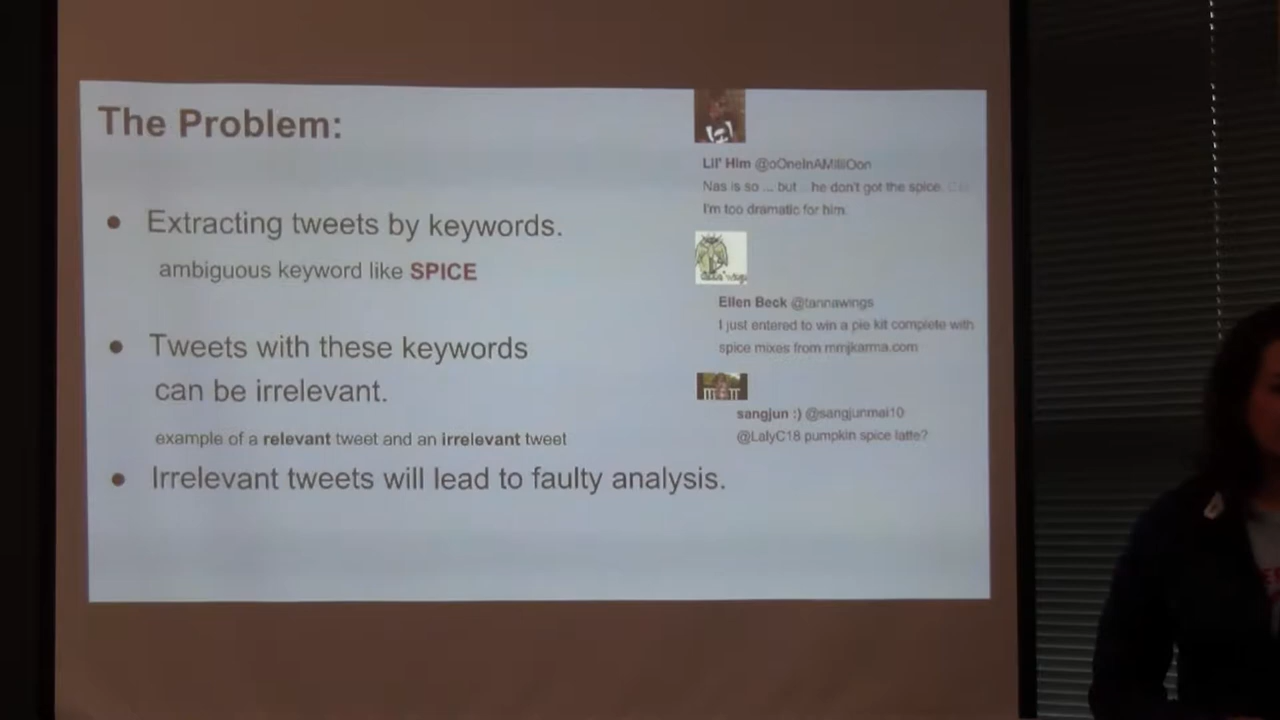 The Problem:
Extracting tweets by keywords.
ambiguous keyword like SPICE
Tweets with these keywords
can be irrelevant.
example of a relevant tweet and an irrelevant tweet
Irrelevant tweets will lead to faulty analysis.
Lil' Him @oOneInAMilliOon
Nas is so ... but .. he don't got the spice.
I'm too dramatic for him.
Ellen Beck @tannawings
I just entered to win a pie kit complete with
spice mixes from mmjkarma.com
sangjun :) @sangjunmai10
@LalyC18 pumpkin spice latte?